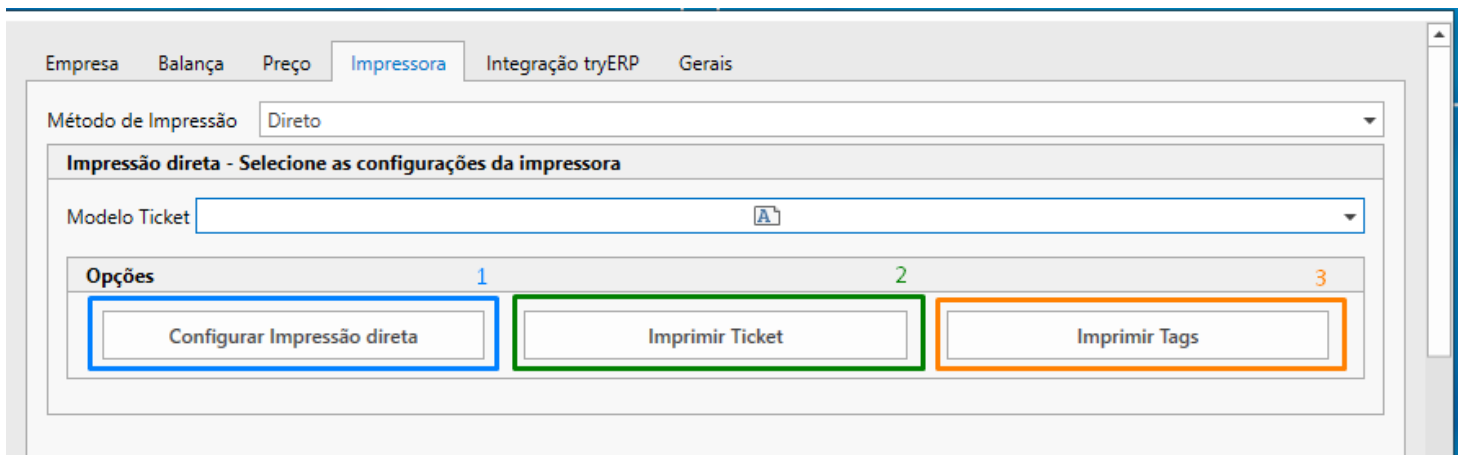 Empresa Balança Preço Impressora Integração tryERP Gerais
Método de Impressão Direto
Impressão direta - Selecione as configurações da impressora
Modelo Ticket A
Opções 1 2 3
Configurar Impressão direta Imprimir Ticket Imprimir Tags